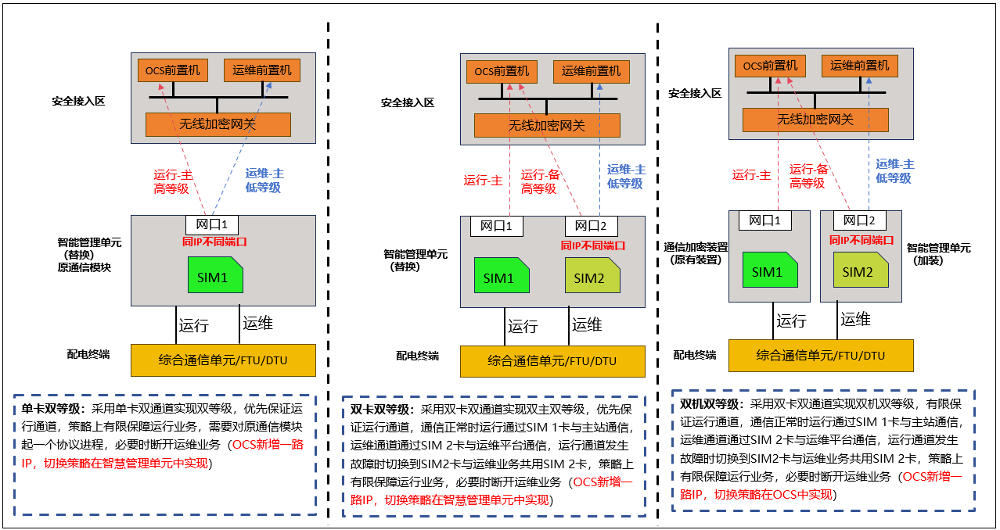 OCS前置机
运维前置机
安全接入区
无线加密网关
运行-主
高等级
运维-主
低等级
网口1
同IP不同端口
智能管理单元
(替换)
原通信模块
SIM1
运行
运维
配电终端
综合通信单元/FTU/DTU
单卡双等级：采用单卡双通道实现双等级，优先保证运
行通道，策略上有限保障运行业务，需要对原通信模块
起一个协议进程，必要时断开运维业务（OCS新增一路
IP，切换策略在智慧管理单元中实现)
OCS前置机
运维前置机
安全接入区
无线加密网关
运行-主
运行-备
高等级
运维-主
低等级
网口1
网口2
同IP不同端口
智能管理单元
(替换)
SIM1
SIM2
运行
运维
配电终端
综合通信单元/FTU/DTU
双卡双等级：采用双卡双通道实现双主双等级，优先保
证运行通道，通信正常时运行通过SIM 1卡与主站通信，
运维通道通过SIM 2卡与运维平台通信，运行通道发生
故障时切换到SIM2卡与运维业务共用SIM 2卡，策略上
有限保障运行业务，必要时断开运维业务（OCS新增一
路IP，切换策略在智慧管理单元中实现)
OCS前置机
运维前置机
安全接入区
无线加密网关
运行-主
运行-备
高等级
运维-主
低等级
网口1
网口2
同IP不同端口
通信加密装置
(原有装置)
智能管理单元
(加装)
SIM1
SIM2
运行
运维
配电终端
综合通信单元/FTU/DTU
双机双等级：采用双卡双通道实现双机双等级，有限保
证运行通道，通信正常时运行通过SIM 1卡与主站通信，
运维通道通过SIM 2卡与运维平台通信，运行通道发生
故障时切换到SIM2卡与运维业务共用SIM 2卡，策略上
有限保障运行业务，必要时断开运维业务（OCS新增一
路IP，切换策略在OCS中实现)